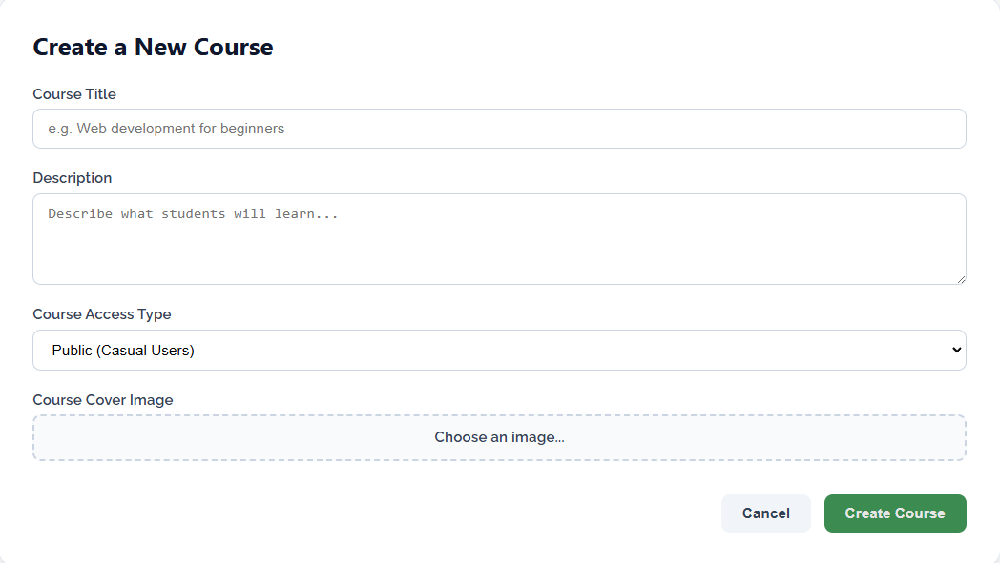 Create a New Course
Course Title
e.g. Web development for beginners
Description
Describe what students will learn...
Course Access Type
Public (Casual Users)
Course Cover Image
Choose an image...
Cancel
Create Course